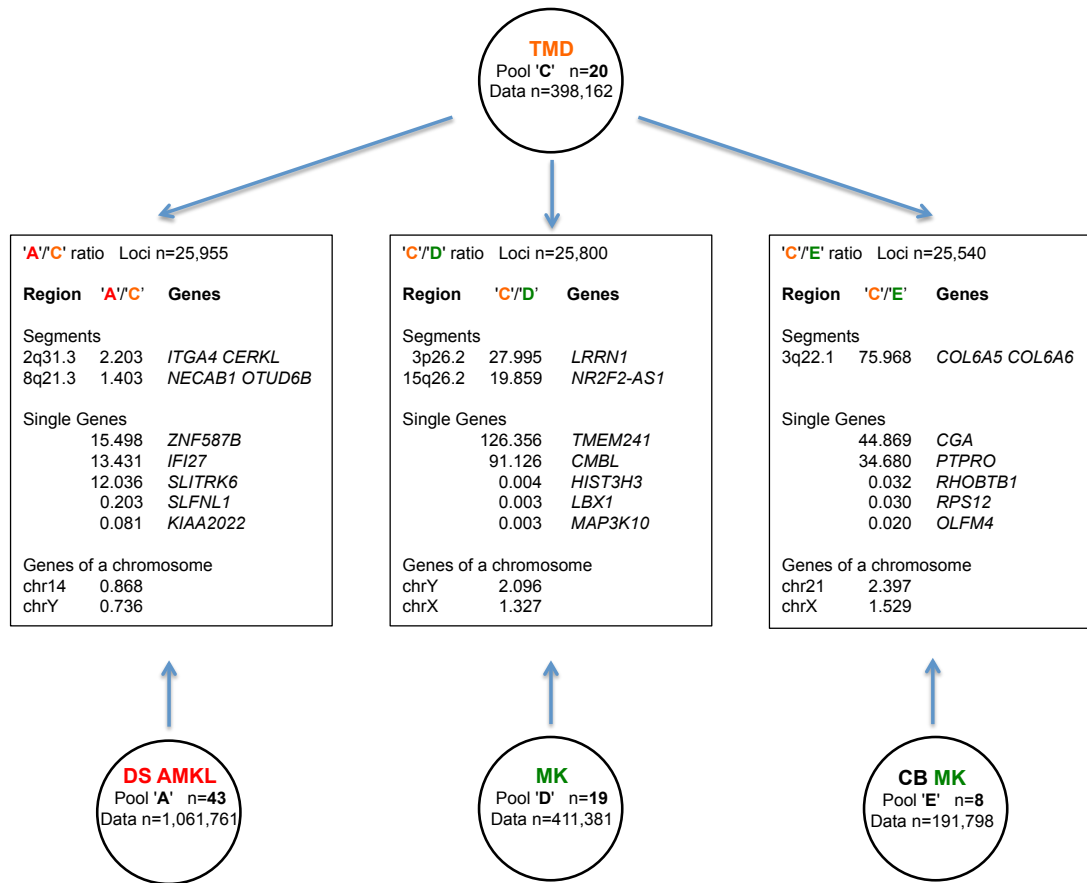 TMD
Pool 'C' n=20
Data n=398,162
'A'/'C' ratio Loci n=25,955
Region 'A'/'C' Genes
Segments
2q31.3 2.203 ITGA4 CERKL
8q21.3 1.403 NECAB1 OTUD6B
Single Genes
15.498 ZNF587B
13.431 IFI27
12.036 SLITRK6
0.203 SLFNL1
0.081 KIAA2022
Genes of a chromosome
chr14 0.868
chrY 0.736
'C'/'D' ratio Loci n=25,800
Region 'C'/'D' Genes
Segments
3p26.2 27.995 LRRN1
15q26.2 19.859 NR2F2-AS1
Single Genes
126.356 TMEM241
91.126 CMBL
0.004 HIST3H3
0.003 LBX1
0.003 MAP3K10
Genes of a chromosome
chrY 2.096
chrX 1.327
'C'/'E' ratio Loci n=25,540
Region 'C'/'E' Genes
Segments
3q22.1 75.968 COL6A5 COL6A6
Single Genes
44.869 CGA
34.680 PTPRO
0.032 RHOBTB1
0.030 RPS12
0.020 OLFM4
Genes of a chromosome
chr21 2.397
chrX 1.529
DS AMKL
Pool 'A' n=43
Data n=1,061,761
MK
Pool 'D' n=19
Data n=411,381
CB MK
Pool 'E' n=8
Data n=191,798